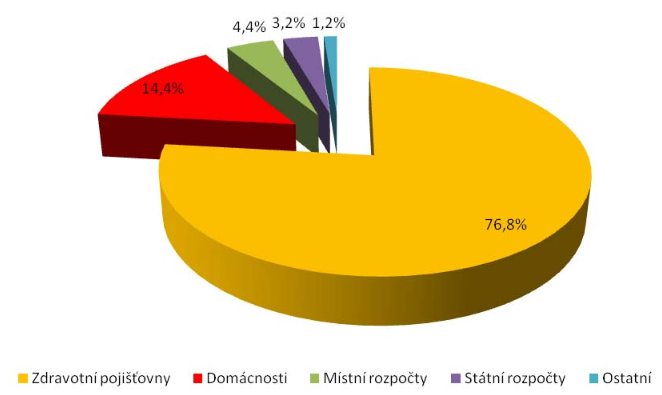 4,4%
3,2%
1,2%
14,4%
76,8%
Zdravotní pojišťovny
Domácnosti
Místní rozpočty
Státní rozpočty
Ostatní